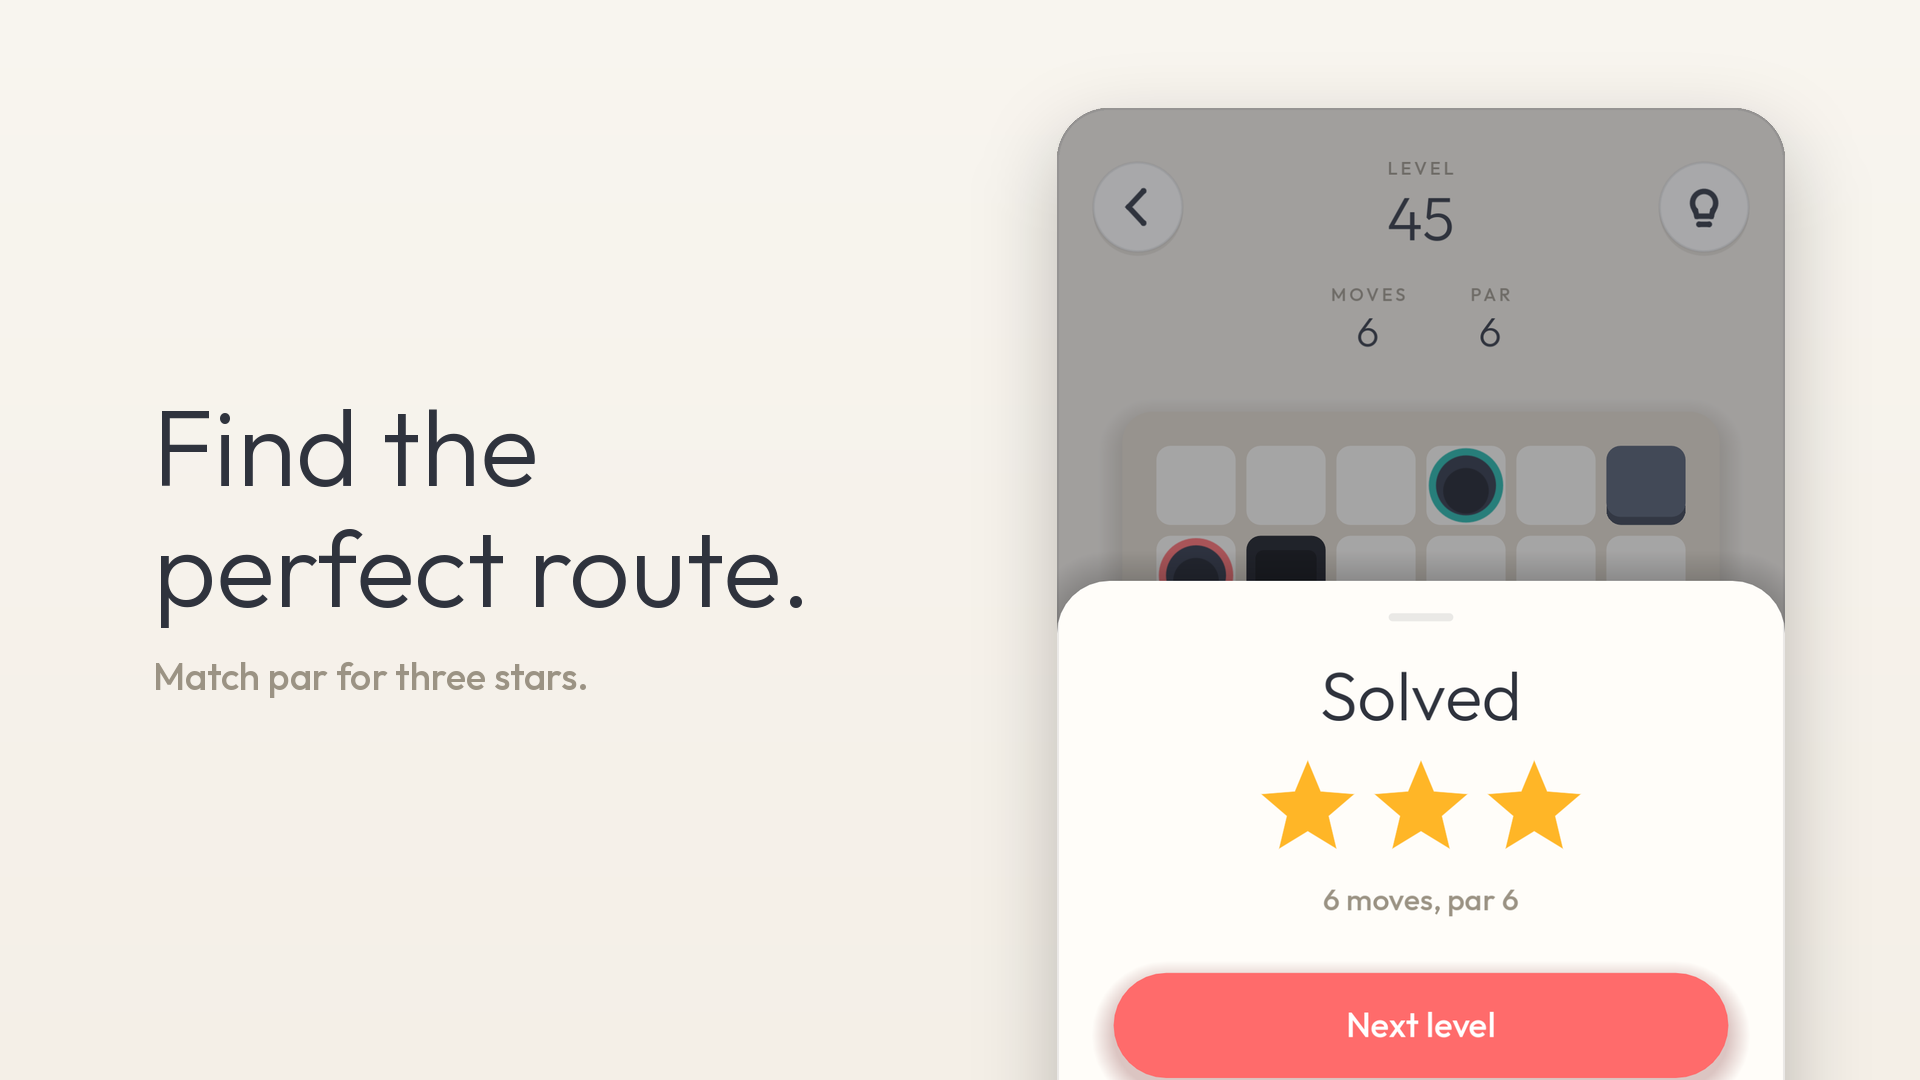 Find the
perfect route.
Match par for three stars.
LEVEL
45
MOVES PAR
6 6
Solved
6 moves, par 6
Next level